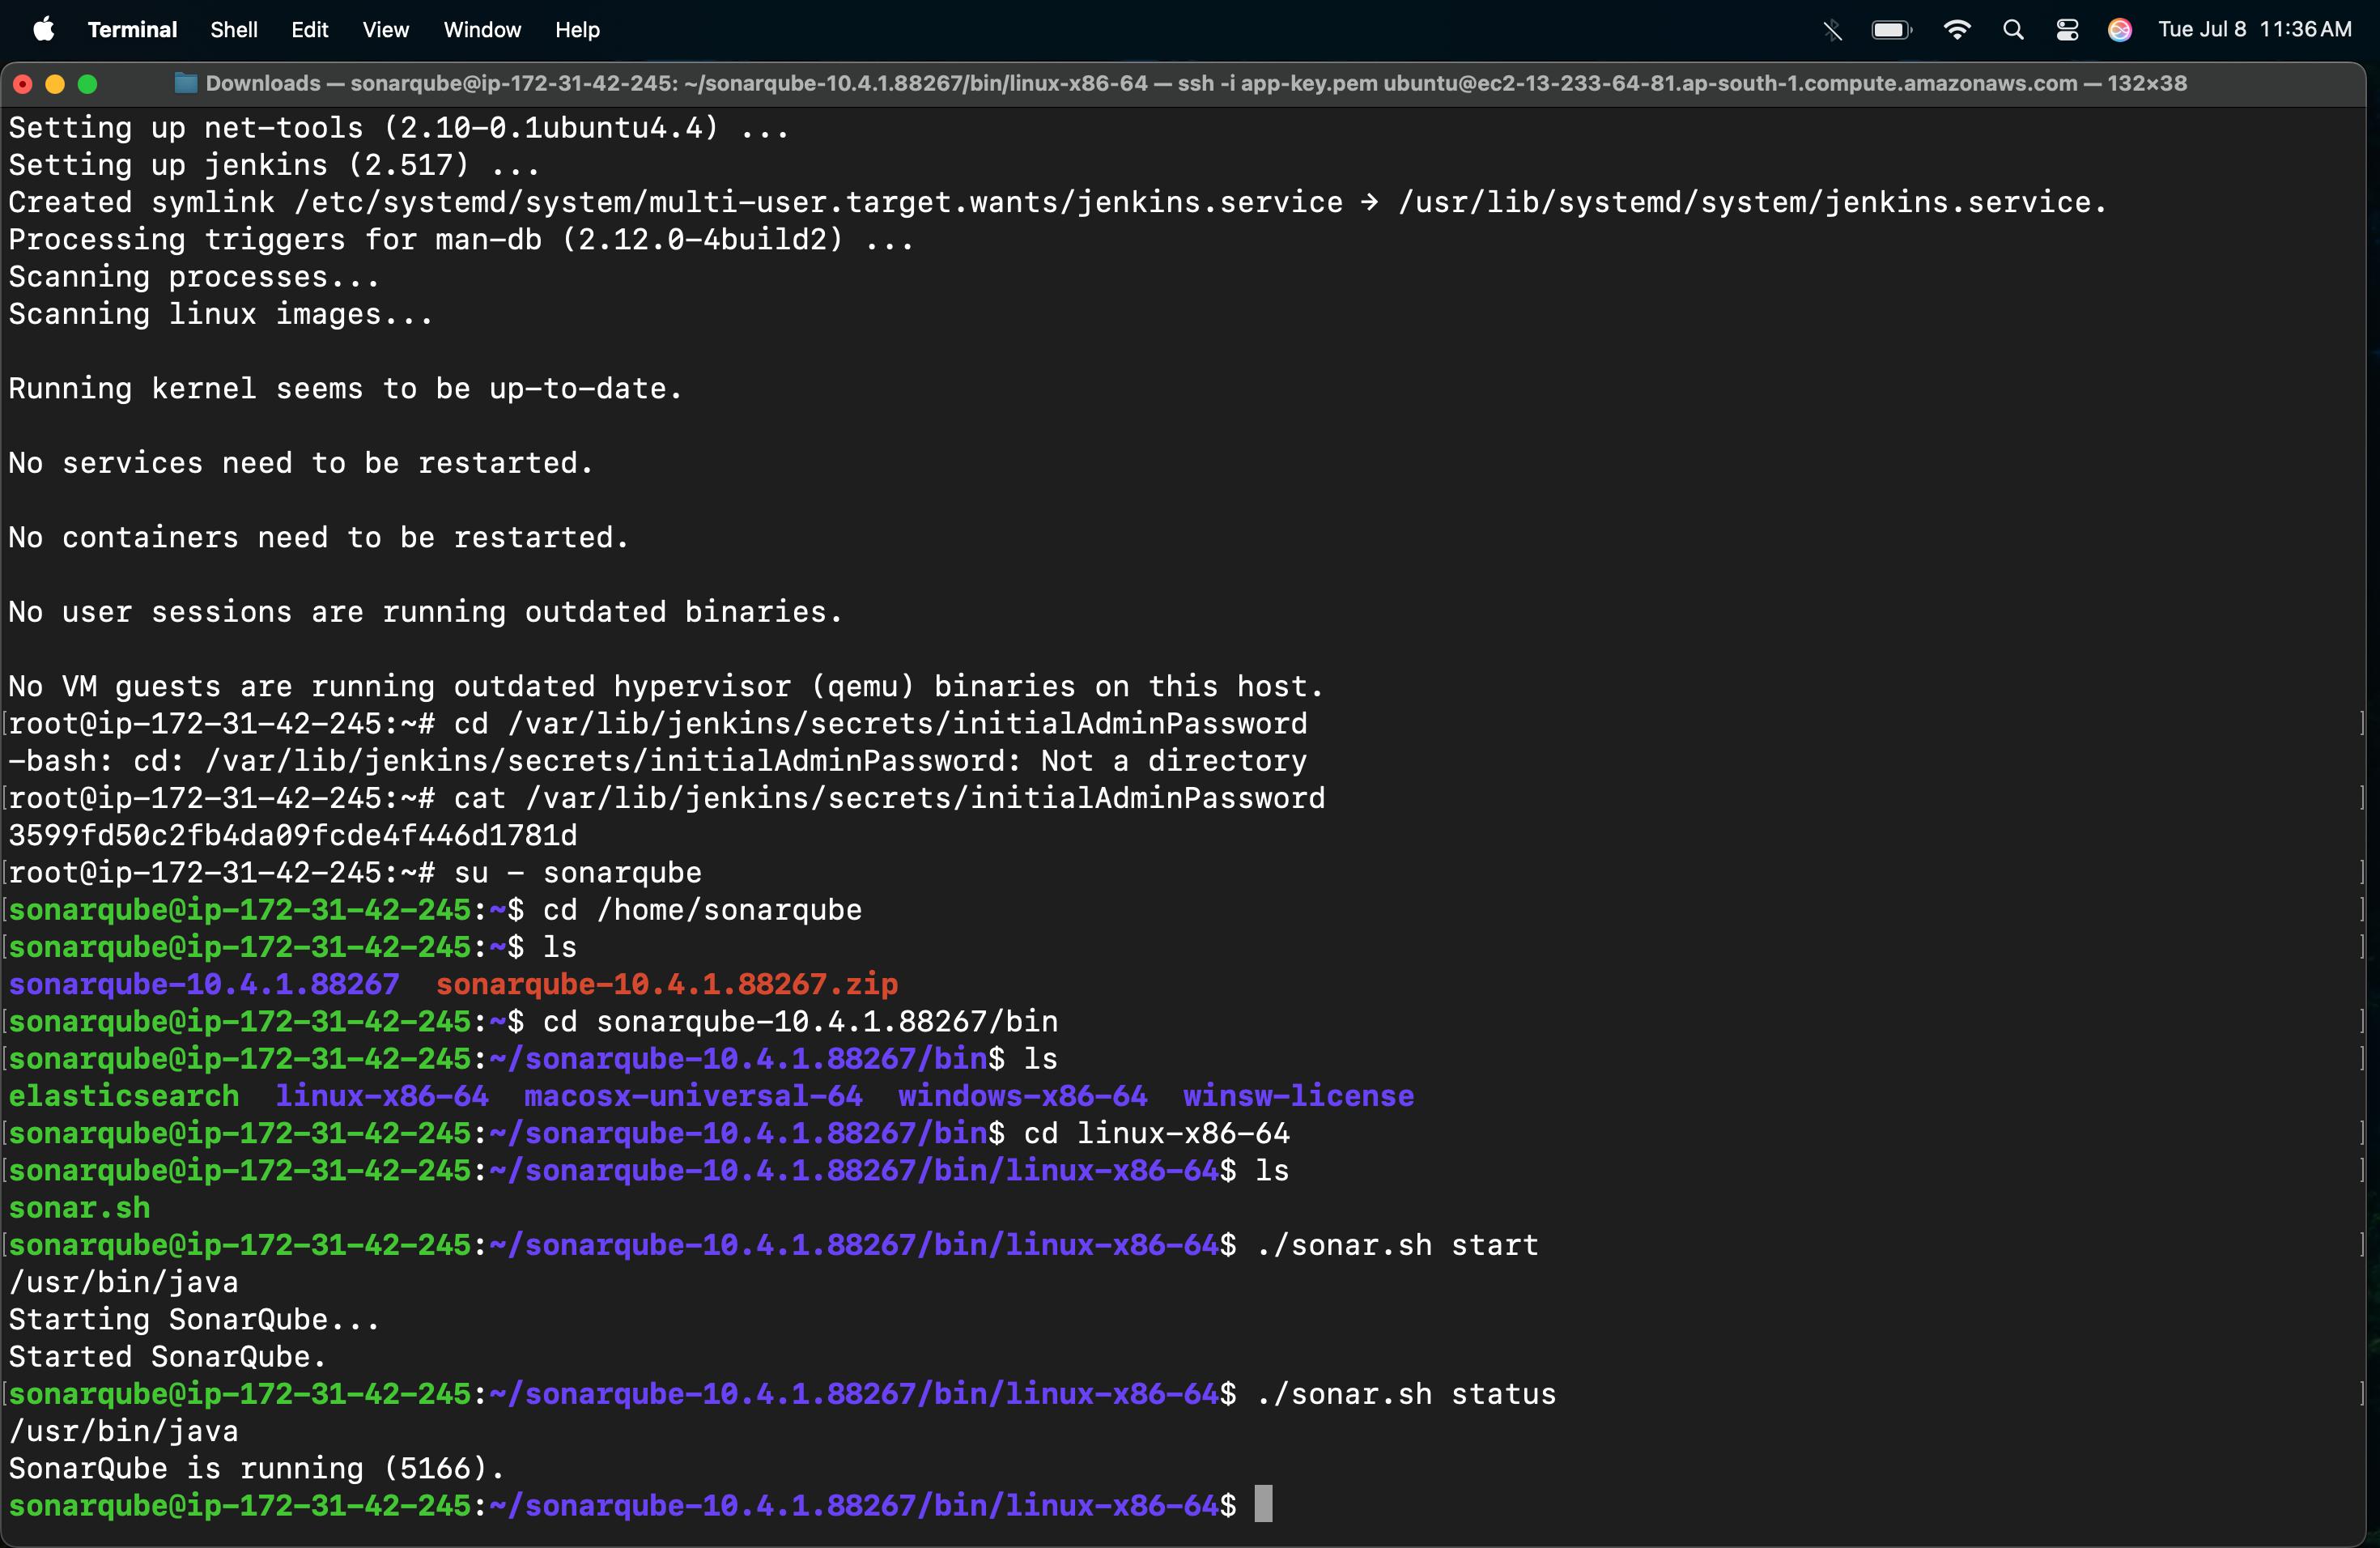 Terminal Shell Edit View Window Help Tue Jul 8 11:36 AM
Downloads — sonarqube@ip-172-31-42-245: ~/sonarqube-10.4.1.88267/bin/linux-x86-64 — ssh -i app-key.pem ubuntu@ec2-13-233-64-81.ap-south-1.compute.amazonaws.com — 132×38
Setting up net-tools (2.10-0.1ubuntu4.4) ...
Setting up jenkins (2.517) ...
Created symlink /etc/systemd/system/multi-user.target.wants/jenkins.service → /usr/lib/systemd/system/jenkins.service.
Processing triggers for man-db (2.12.0-4build2) ...
Scanning processes...
Scanning linux images...
Running kernel seems to be up-to-date.
No services need to be restarted.
No containers need to be restarted.
No user sessions are running outdated binaries.
No VM guests are running outdated hypervisor (qemu) binaries on this host.
[root@ip-172-31-42-245:~# cd /var/lib/jenkins/secrets/initialAdminPassword ]
-bash: cd: /var/lib/jenkins/secrets/initialAdminPassword: Not a directory
[root@ip-172-31-42-245:~# cat /var/lib/jenkins/secrets/initialAdminPassword ]
3599fd50c2fb4da09fcde4f446d1781d
[root@ip-172-31-42-245:~# su - sonarqube ]
[sonarqube@ip-172-31-42-245:~$ cd /home/sonarqube ]
[sonarqube@ip-172-31-42-245:~$ ls ]
sonarqube-10.4.1.88267 sonarqube-10.4.1.88267.zip
[sonarqube@ip-172-31-42-245:~$ cd sonarqube-10.4.1.88267/bin ]
[sonarqube@ip-172-31-42-245:~/sonarqube-10.4.1.88267/bin$ ls ]
elasticsearch linux-x86-64 macosx-universal-64 windows-x86-64 winsw-license
[sonarqube@ip-172-31-42-245:~/sonarqube-10.4.1.88267/bin$ cd linux-x86-64 ]
[sonarqube@ip-172-31-42-245:~/sonarqube-10.4.1.88267/bin/linux-x86-64$ ls ]
sonar.sh
[sonarqube@ip-172-31-42-245:~/sonarqube-10.4.1.88267/bin/linux-x86-64$ ./sonar.sh start ]
/usr/bin/java
Starting SonarQube...
Started SonarQube.
[sonarqube@ip-172-31-42-245:~/sonarqube-10.4.1.88267/bin/linux-x86-64$ ./sonar.sh status ]
/usr/bin/java
SonarQube is running (5166).
sonarqube@ip-172-31-42-245:~/sonarqube-10.4.1.88267/bin/linux-x86-64$